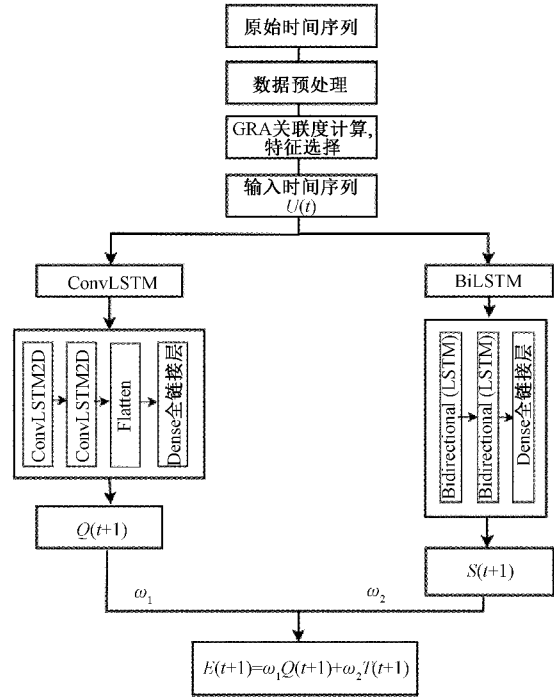 原始时间序列
数据预处理
GRA关联度计算,
特征选择
输入时间序列
U(t)
ConvLSTM
BiLSTM
ConvLSTM2D
ConvLSTM2D
Flatten
Dense全链接层
Bidirectional (LSTM)
Bidirectional (LSTM)
Dense全链接层
Q(t+1)
S(t+1)
ω₁
ω₂
E(t+1)=ω₁Q(t+1)+ω₂T(t+1)